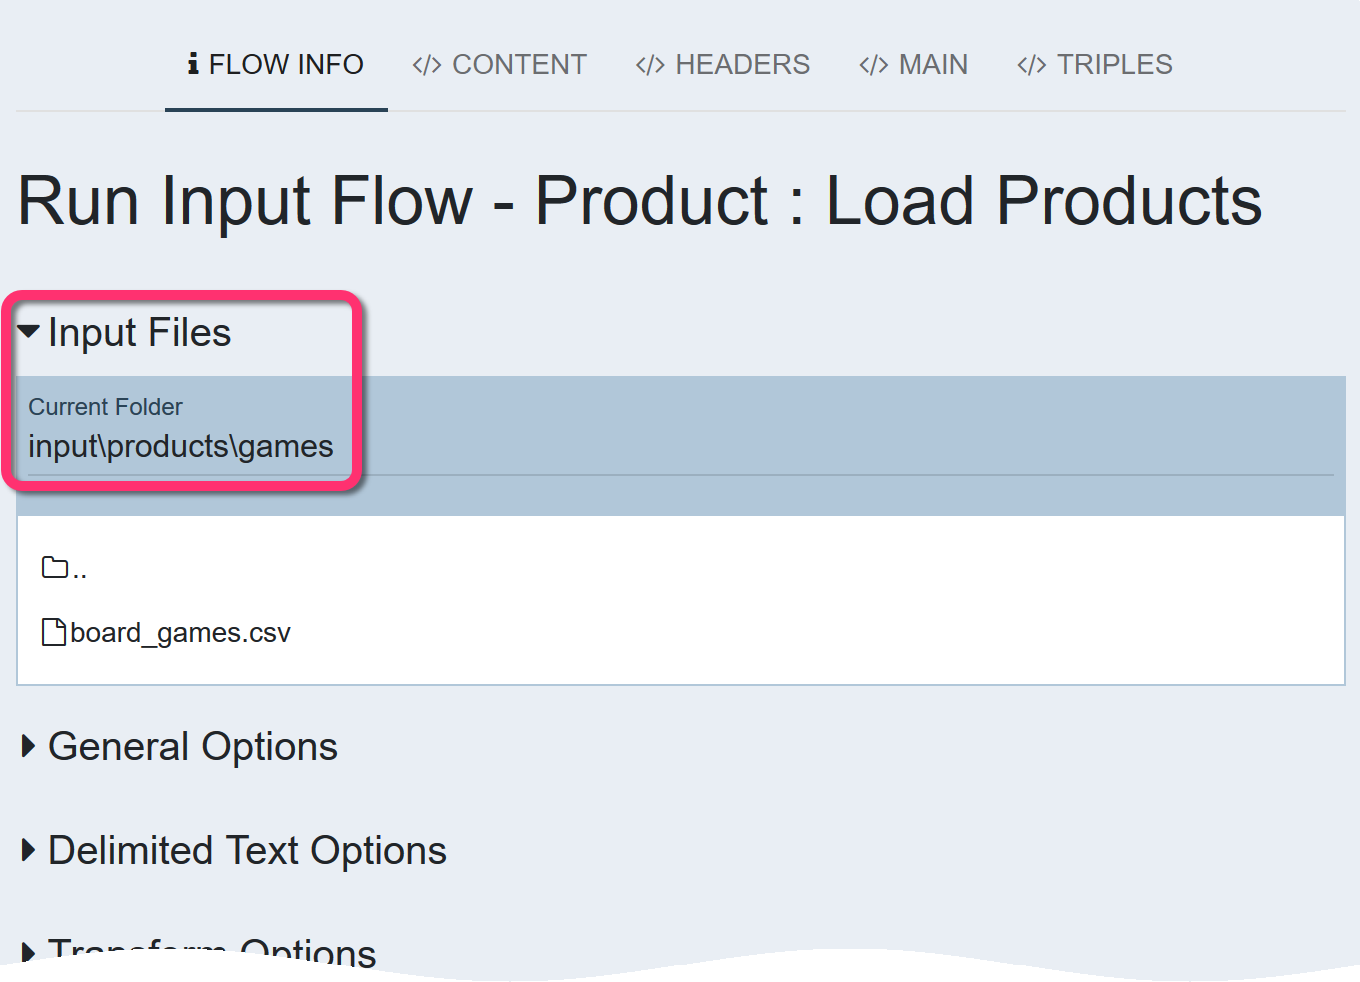 FLOW INFO </> CONTENT </> HEADERS </> MAIN </> TRIPLES
Run Input Flow - Product : Load Products
Input Files
Current Folder
input\products\games
..
board_games.csv
General Options
Delimited Text Options
Transform Options